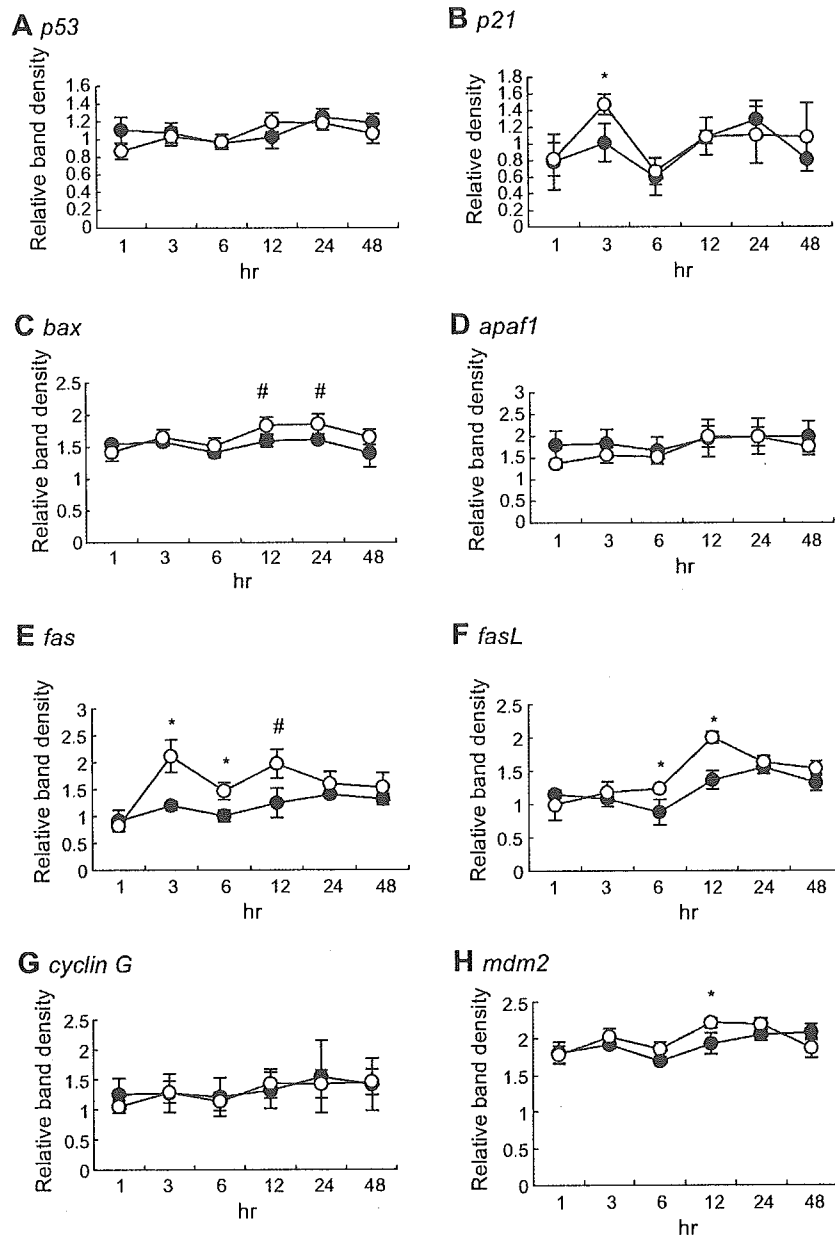 A p53
Relative band density
1.6
1.4
1.2
1
0.8
0.6
0.4
0.2
0
1 3 6 12 24 48
hr
B p21
Relative density
1.8
1.6
1.4
1.2
1.0
0.8
0.6
0.4
0.2
0
*
1 3 6 12 24 48
hr
C bax
Relative band density
2.5
2
1.5
1
0.5
0
# #
1 3 6 12 24 48
hr
D apaf1
Relative band density
3
2.5
2
1.5
1
0.5
0
1 3 6 12 24 48
hr
E fas
Relative band density
3
2.5
2
1.5
1
0.5
0
* * #
1 3 6 12 24 48
hr
F fasL
Relative band density
2.5
2
1.5
1
0.5
0
* *
1 3 6 12 24 48
hr
G cyclin G
Relative band density
2.5
2
1.5
1
0.5
0
1 3 6 12 24 48
hr
H mdm2
Relative band density
2.5
2
1.5
1
0.5
0
*
1 3 6 12 24 48
hr